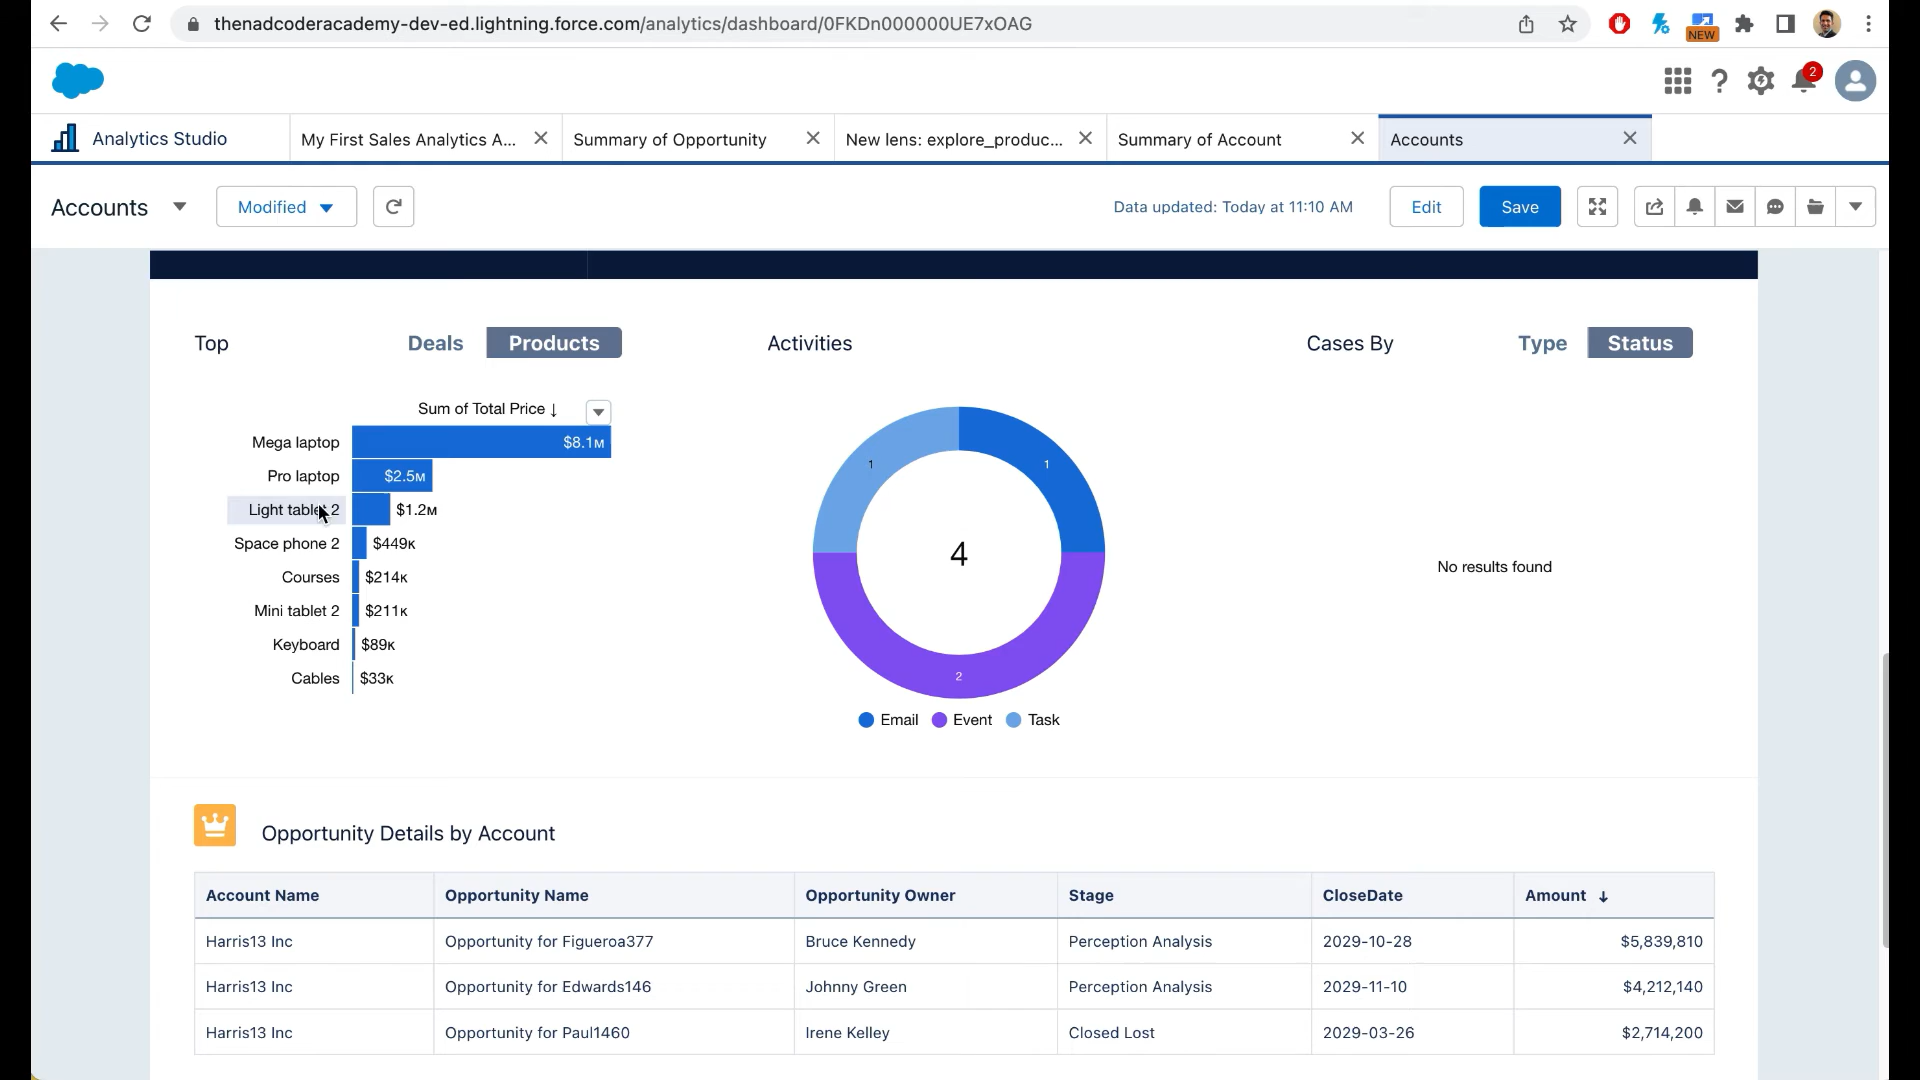 thenadcoderacademy-dev-ed.lightning.force.com/analytics/dashboard/0FKDn000000UE7xOAG
NEW
2
Analytics Studio
My First Sales Analytics A...
Summary of Opportunity
New lens: explore_produc...
Summary of Account
Accounts
Accounts
Modified
Data updated: Today at 11:10 AM
Edit
Save
Top
Deals
Products
Activities
Cases By
Type
Status
Sum of Total Price ↓
Mega laptop $8.1M
Pro laptop $2.5M
Light tablet 2 $1.2M
Space phone 2 $449K
Courses $214K
Mini tablet 2 $211K
Keyboard $89K
Cables $33K
1
1
4
2
Email Event Task
No results found
Opportunity Details by Account
Account Name Opportunity Name Opportunity Owner Stage CloseDate Amount ↓
Harris13 Inc Opportunity for Figueroa377 Bruce Kennedy Perception Analysis 2029-10-28 $5,839,810
Harris13 Inc Opportunity for Edwards146 Johnny Green Perception Analysis 2029-11-10 $4,212,140
Harris13 Inc Opportunity for Paul1460 Irene Kelley Closed Lost 2029-03-26 $2,714,200